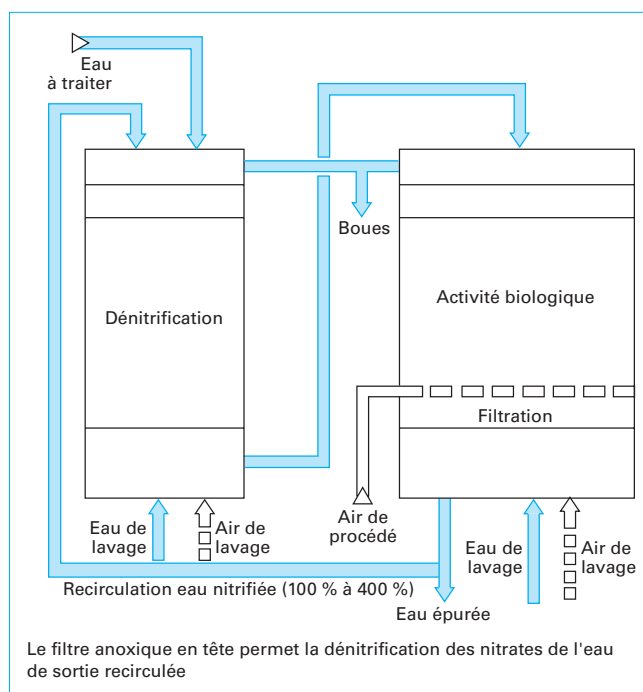 Eau
à traiter
Boues
Dénitrification
Activité biologique
Filtration
Eau de
lavage
Air de
lavage
Air de
procédé
Eau de
lavage
Air de
lavage
Recirculation eau nitrifiée (100 % à 400 %)
Eau épurée
Le filtre anoxique en tête permet la dénitrification des nitrates de l'eau
de sortie recirculée